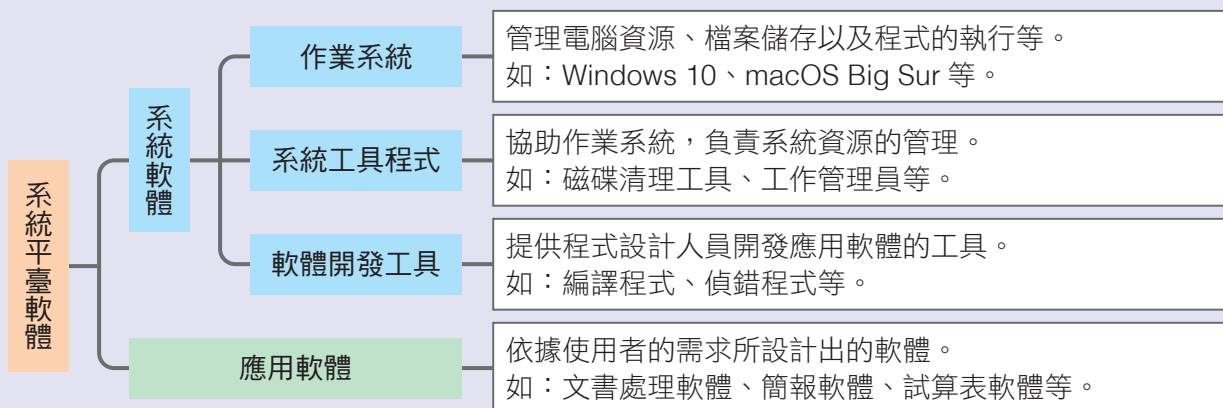 系統平臺軟體
系統軟體
作業系統
管理電腦資源、檔案儲存以及程式的執行等。
如：Windows 10、macOS Big Sur 等。
系統工具程式
協助作業系統，負責系統資源的管理。
如：磁碟清理工具、工作管理員等。
軟體開發工具
提供程式設計人員開發應用軟體的工具。
如：編譯程式、偵錯程式等。
應用軟體
依據使用者的需求所設計出的軟體。
如：文書處理軟體、簡報軟體、試算表軟體等。